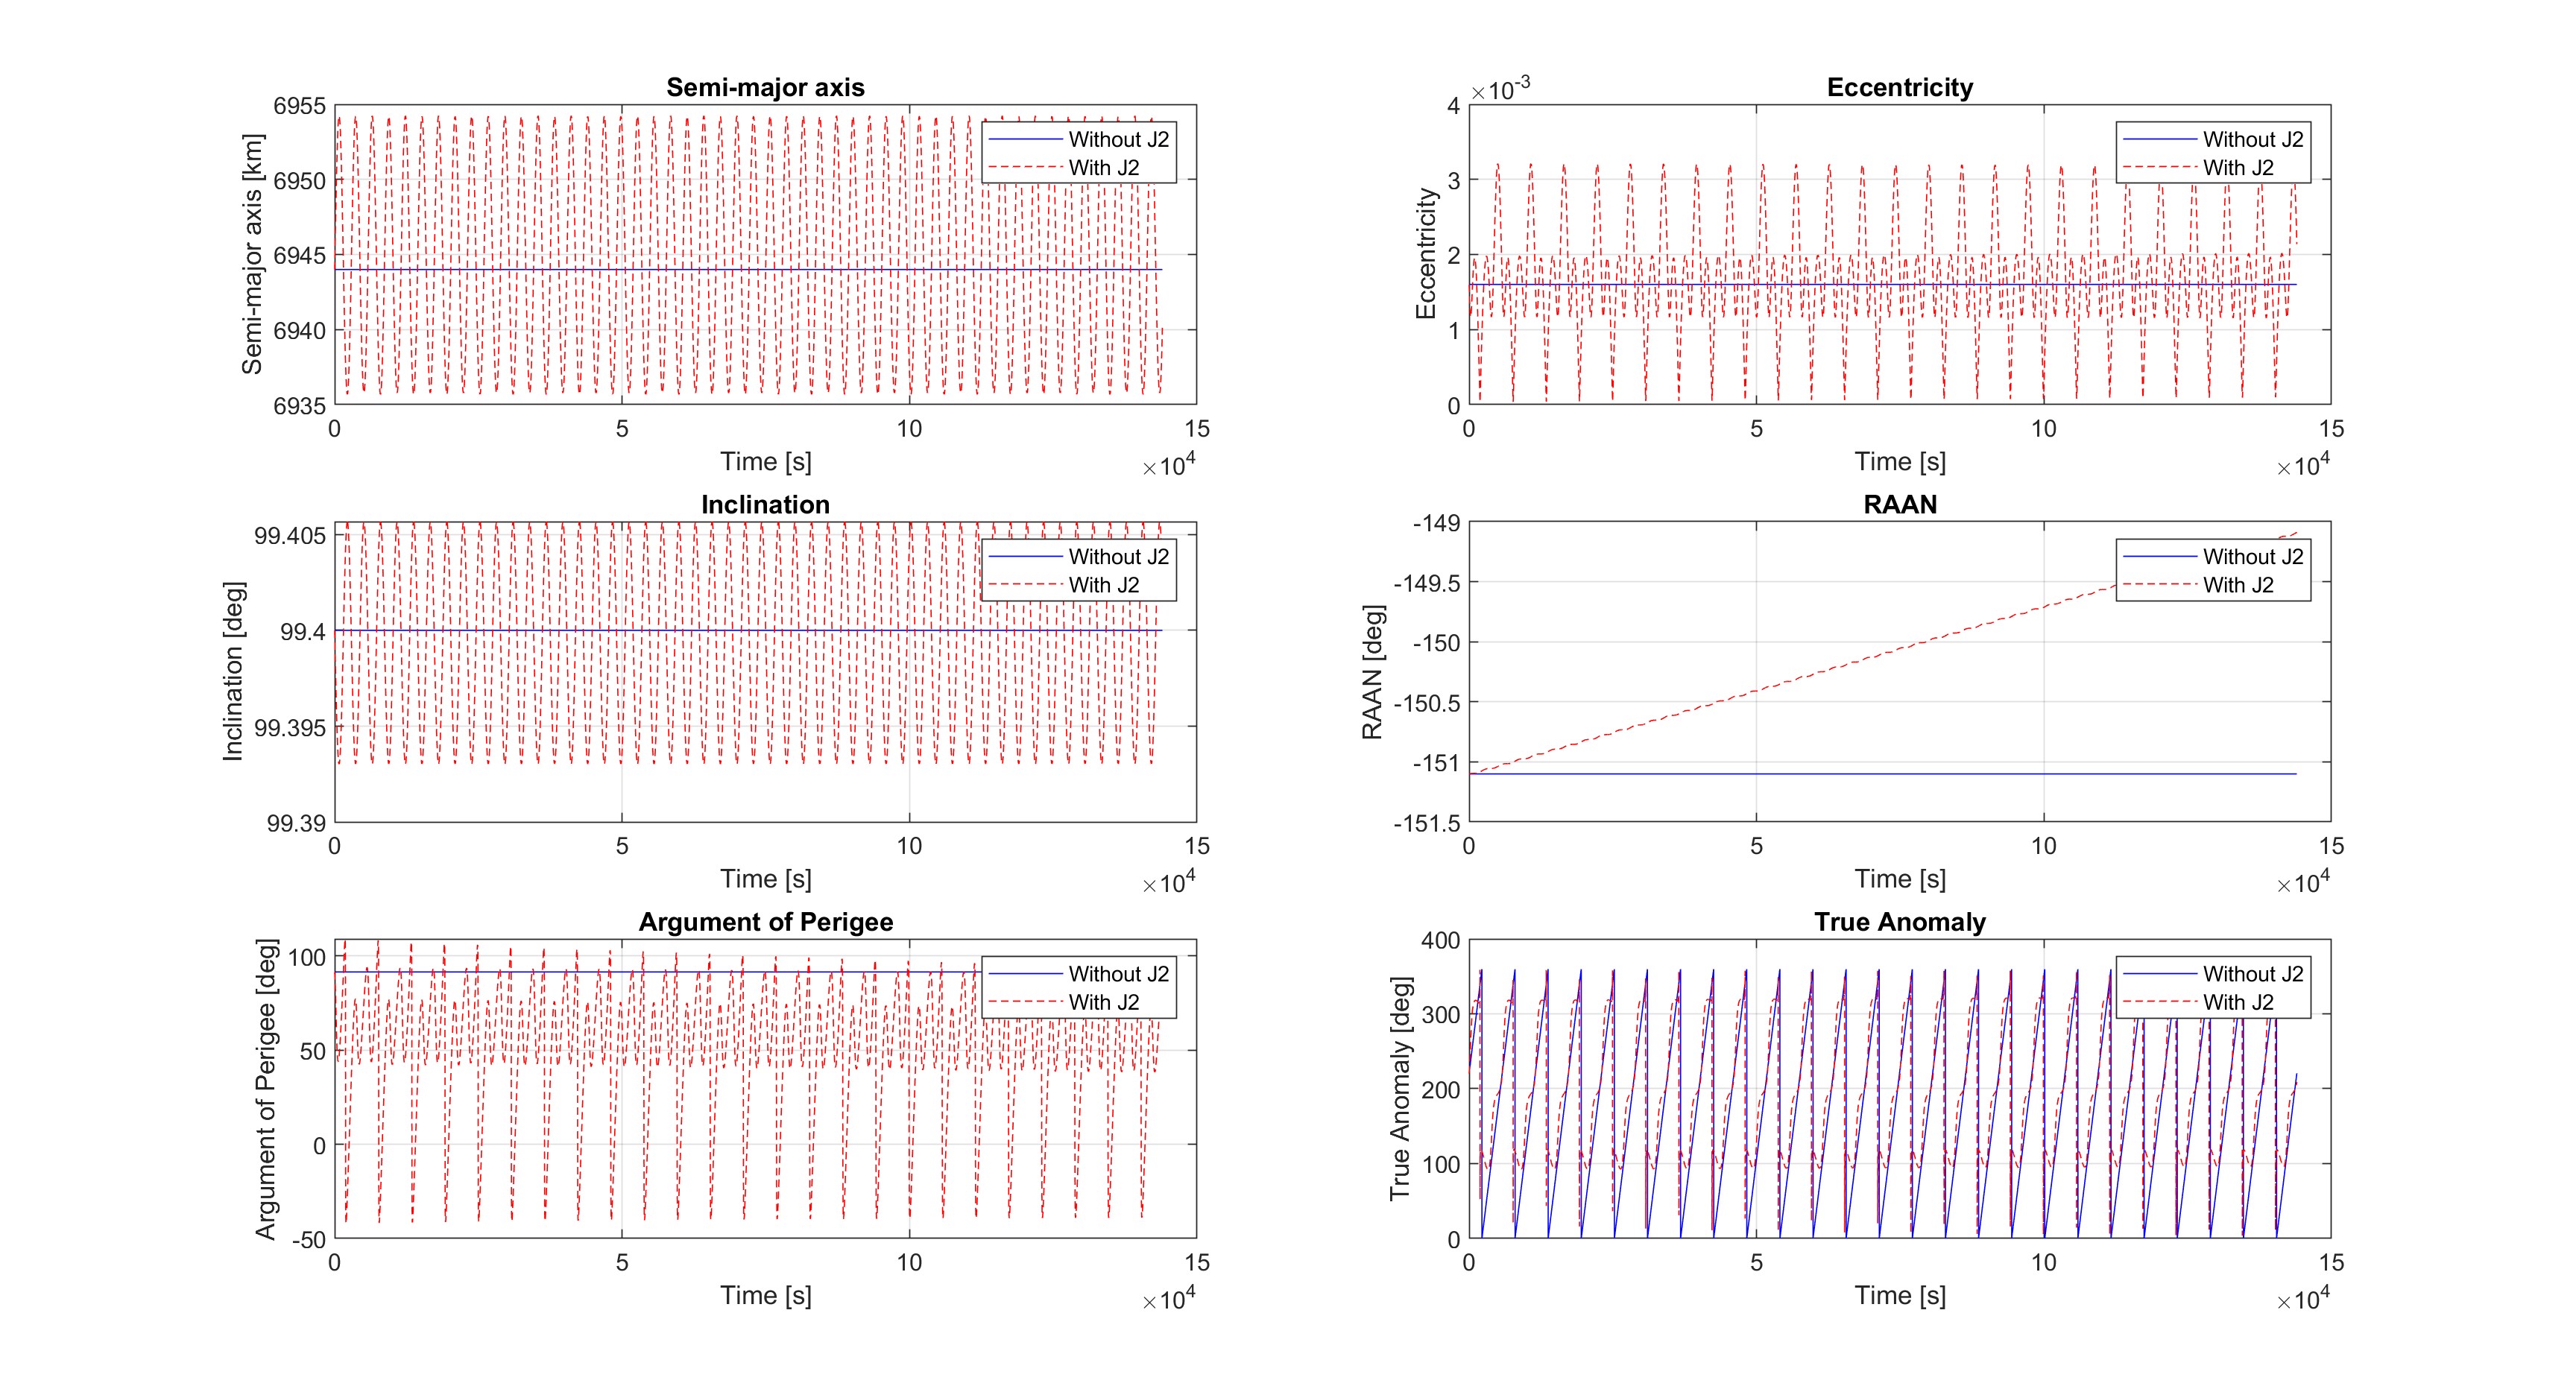 Semi-major axis
Semi-major axis [km]
6955
6950
6945
6940
6935
0
5
10
15
Time [s]
×10^4
Without J2
With J2
Eccentricity
×10^-3
Eccentricity
4
3
2
1
0
0
5
10
15
Time [s]
×10^4
Without J2
With J2
Inclination
Inclination [deg]
99.405
99.4
99.395
99.39
0
5
10
15
Time [s]
×10^4
Without J2
With J2
RAAN
RAAN [deg]
-149
-149.5
-150
-150.5
-151
-151.5
0
5
10
15
Time [s]
×10^4
Without J2
With J2
Argument of Perigee
Argument of Perigee [deg]
100
50
0
-50
0
5
10
15
Time [s]
×10^4
Without J2
With J2
True Anomaly
True Anomaly [deg]
400
300
200
100
0
0
5
10
15
Time [s]
×10^4
Without J2
With J2